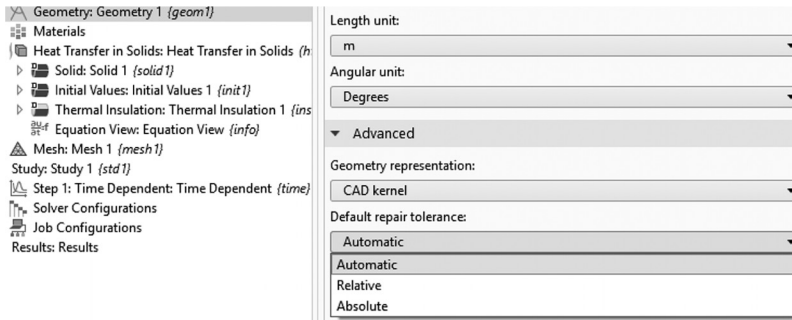 Geometry: Geometry 1 {geom1}
Materials
Heat Transfer in Solids: Heat Transfer in Solids {h
Solid: Solid 1 {solid1}
Initial Values: Initial Values 1 {init1}
Thermal Insulation: Thermal Insulation 1 {ins
Equation View: Equation View {info}
Mesh: Mesh 1 {mesh1}
Study: Study 1 {std1}
Step 1: Time Dependent: Time Dependent {time}
Solver Configurations
Job Configurations
Results: Results
Length unit:
m
Angular unit:
Degrees
Advanced
Geometry representation:
CAD kernel
Default repair tolerance:
Automatic
Automatic
Relative
Absolute